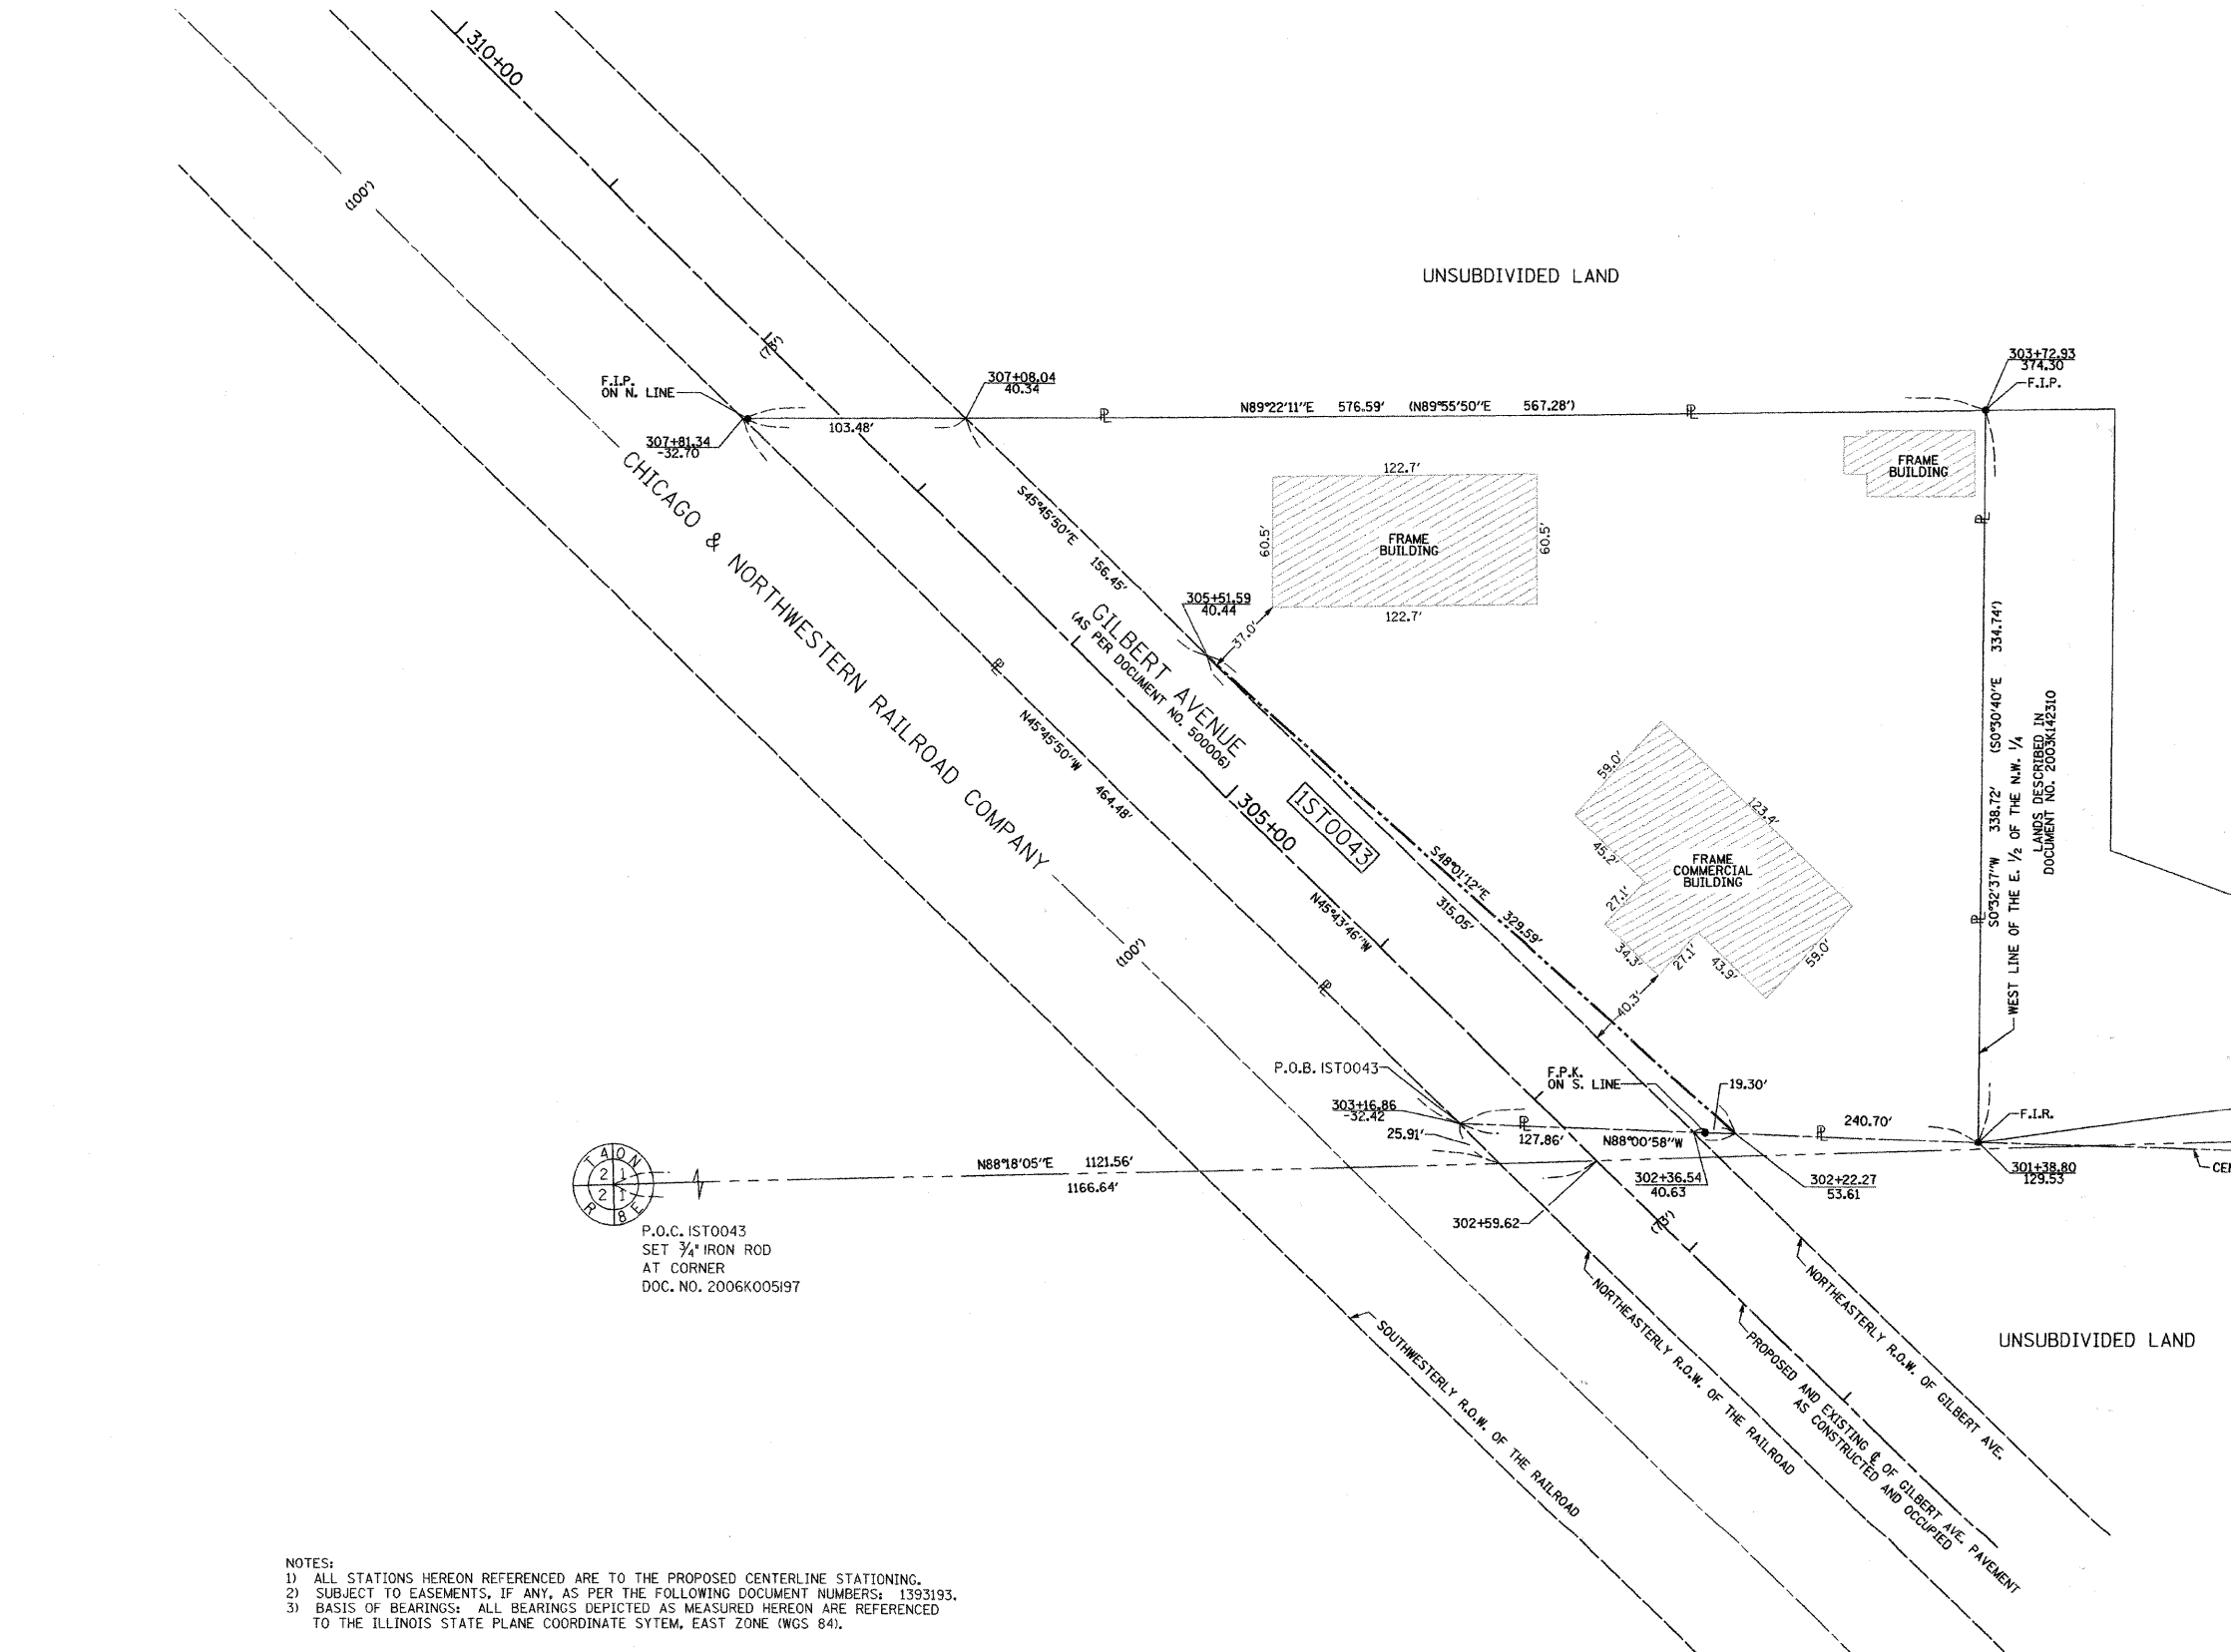 310+00
(100')
(73')
UNSUBDIVIDED LAND
F.I.P.
ON N. LINE
307+08.04
40.34
303+72.93
374.30
F.I.P.
N89°22'11"E 576.59' (N89°55'50"E 567.28')
103.48'
307+81.34
-32.70
CHICAGO & NORTHWESTERN RAILROAD COMPANY
S45°45'50"E 156.45'
122.7'
60.5'
FRAME
BUILDING
60.5'
122.7'
FRAME
BUILDING
305+51.59
40.44
37.0'
GILBERT AVENUE
(AS PER DOCUMENT NO. 500006)
N45°45'50"W 464.48'
305+00
1ST0043
S48°01'12"E 329.59'
315.05'
N45°43'46"W
59.0'
123.4'
45.2'
FRAME
COMMERCIAL
BUILDING
27.1'
34.3'
27.1'
43.9'
59.0'
40.3'
S0°32'37"W 338.72' (S0°30'40"E 334.74')
WEST LINE OF THE E. 1/2 OF THE N.W. 1/4
LANDS DESCRIBED IN
DOCUMENT NO. 2003K142310
(100')
P.O.B. 1ST0043
F.P.K.
ON S. LINE
19.30'
303+16.86
-32.42
25.91'
127.86'
N88°00'58"W
240.70'
F.I.R.
N88°18'05"E 1121.56'
1166.64'
302+36.54
40.63
302+22.27
53.61
301+38.80
129.53
CEN
302+59.62
(73')
T 40 N
2 1
2 1
R 8 E
P.O.C. 1ST0043
SET 3/4" IRON ROD
AT CORNER
DOC. NO. 2006K005197
SOUTHWESTERLY R.O.W. OF THE RAILROAD
NORTHEASTERLY R.O.W. OF THE RAILROAD
PROPOSED AND EXISTING ℄ OF GILBERT AVE. PAVEMENT
AS CONSTRUCTED AND OCCUPIED
NORTHEASTERLY R.O.W. OF GILBERT AVE.
UNSUBDIVIDED LAND
NOTES:
1) ALL STATIONS HEREON REFERENCED ARE TO THE PROPOSED CENTERLINE STATIONING.
2) SUBJECT TO EASEMENTS, IF ANY, AS PER THE FOLLOWING DOCUMENT NUMBERS: 1393193.
3) BASIS OF BEARINGS: ALL BEARINGS DEPICTED AS MEASURED HEREON ARE REFERENCED
TO THE ILLINOIS STATE PLANE COORDINATE SYTEM, EAST ZONE (WGS 84).